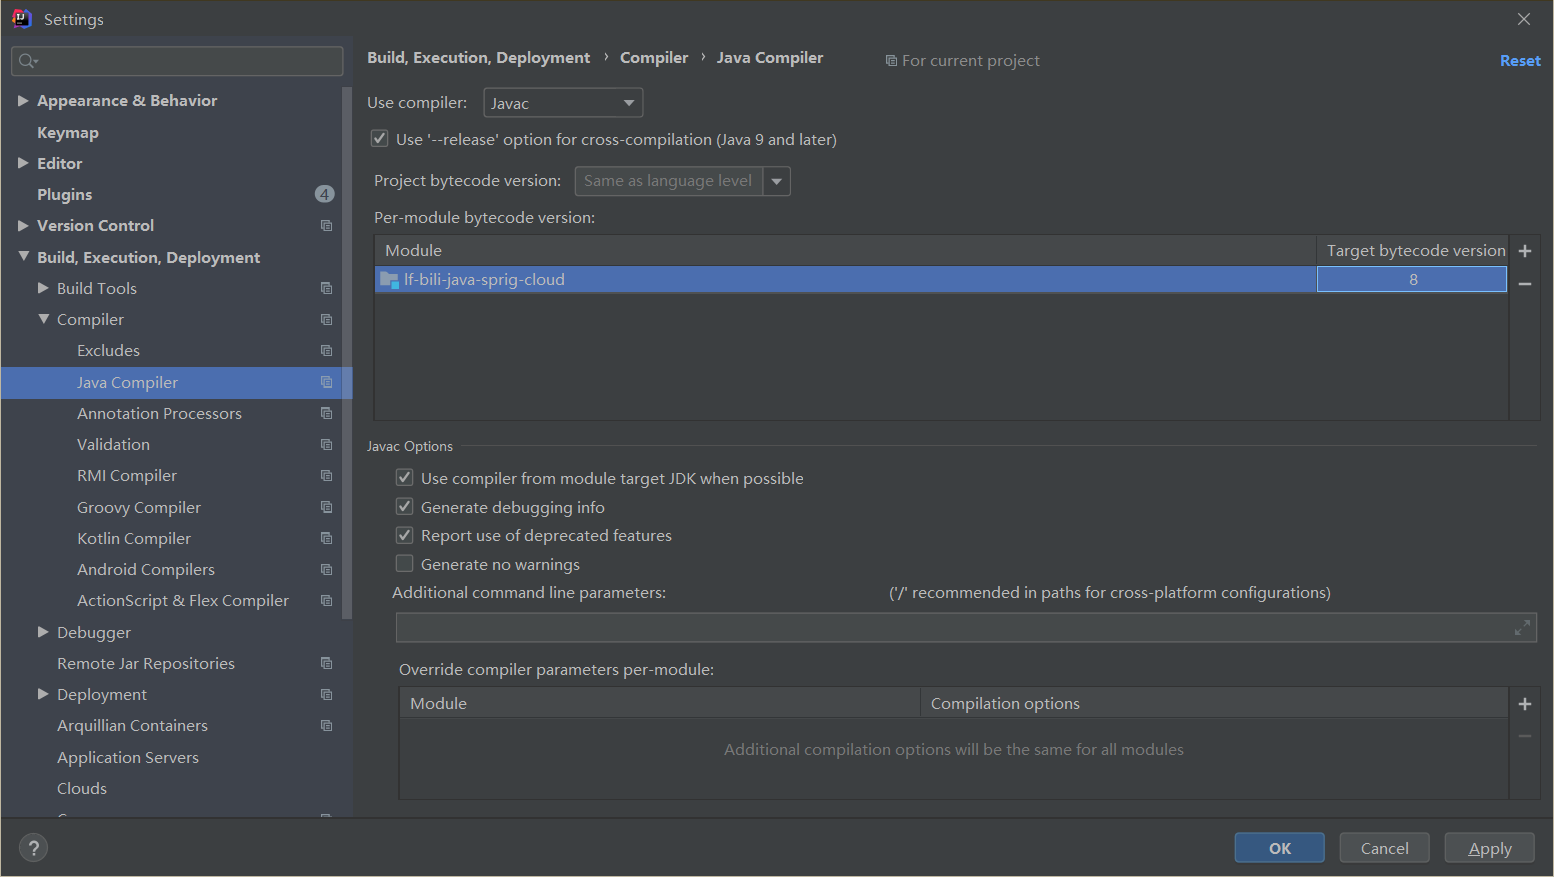 Settings
Appearance & Behavior
Keymap
Editor
Plugins 4
Version Control
Build, Execution, Deployment
Build Tools
Compiler
Excludes
Java Compiler
Annotation Processors
Validation
RMI Compiler
Groovy Compiler
Kotlin Compiler
Android Compilers
ActionScript & Flex Compiler
Debugger
Remote Jar Repositories
Deployment
Arquillian Containers
Application Servers
Clouds
Build, Execution, Deployment › Compiler › Java Compiler For current project Reset
Use compiler: Javac
Use '--release' option for cross-compilation (Java 9 and later)
Project bytecode version: Same as language level
Per-module bytecode version:
Module Target bytecode version
lf-bili-java-sprig-cloud 8
Javac Options
Use compiler from module target JDK when possible
Generate debugging info
Report use of deprecated features
Generate no warnings
Additional command line parameters: ('/' recommended in paths for cross-platform configurations)
Override compiler parameters per-module:
Module Compilation options
Additional compilation options will be the same for all modules
? OK Cancel Apply